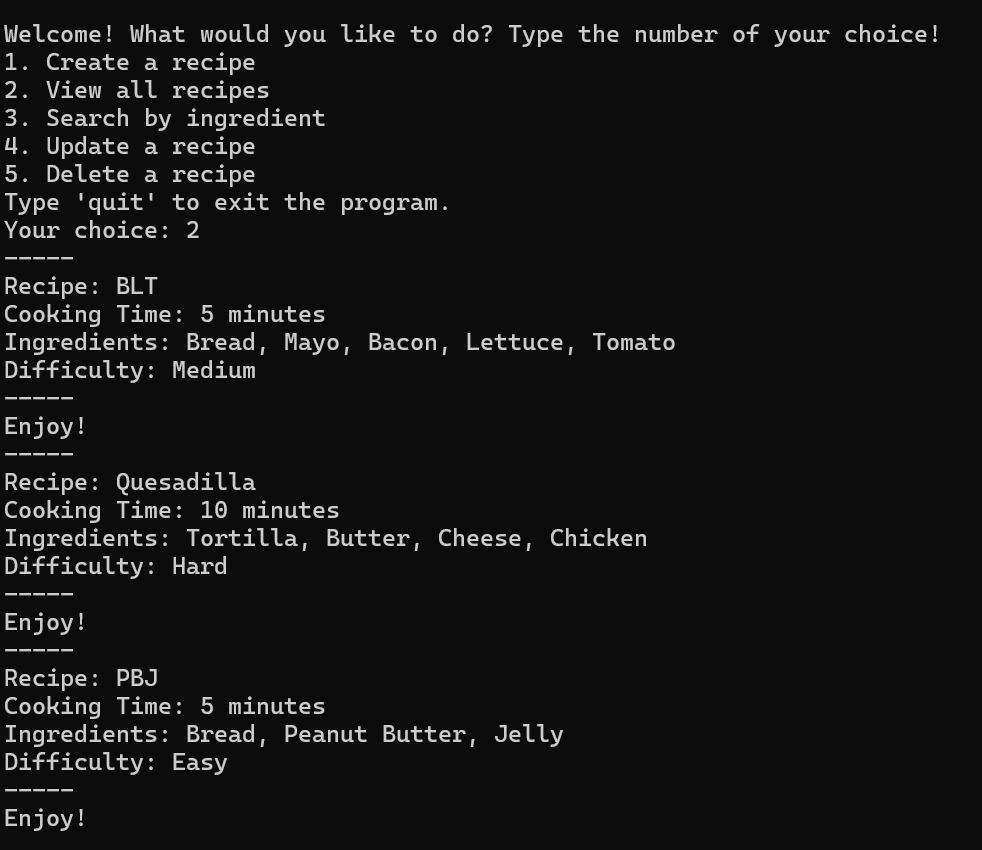 Welcome! What would you like to do? Type the number of your choice!
1. Create a recipe
2. View all recipes
3. Search by ingredient
4. Update a recipe
5. Delete a recipe
Type 'quit' to exit the program.
Your choice: 2
-----
Recipe: BLT
Cooking Time: 5 minutes
Ingredients: Bread, Mayo, Bacon, Lettuce, Tomato
Difficulty: Medium
-----
Enjoy!
-----
Recipe: Quesadilla
Cooking Time: 10 minutes
Ingredients: Tortilla, Butter, Cheese, Chicken
Difficulty: Hard
-----
Enjoy!
-----
Recipe: PBJ
Cooking Time: 5 minutes
Ingredients: Bread, Peanut Butter, Jelly
Difficulty: Easy
-----
Enjoy!